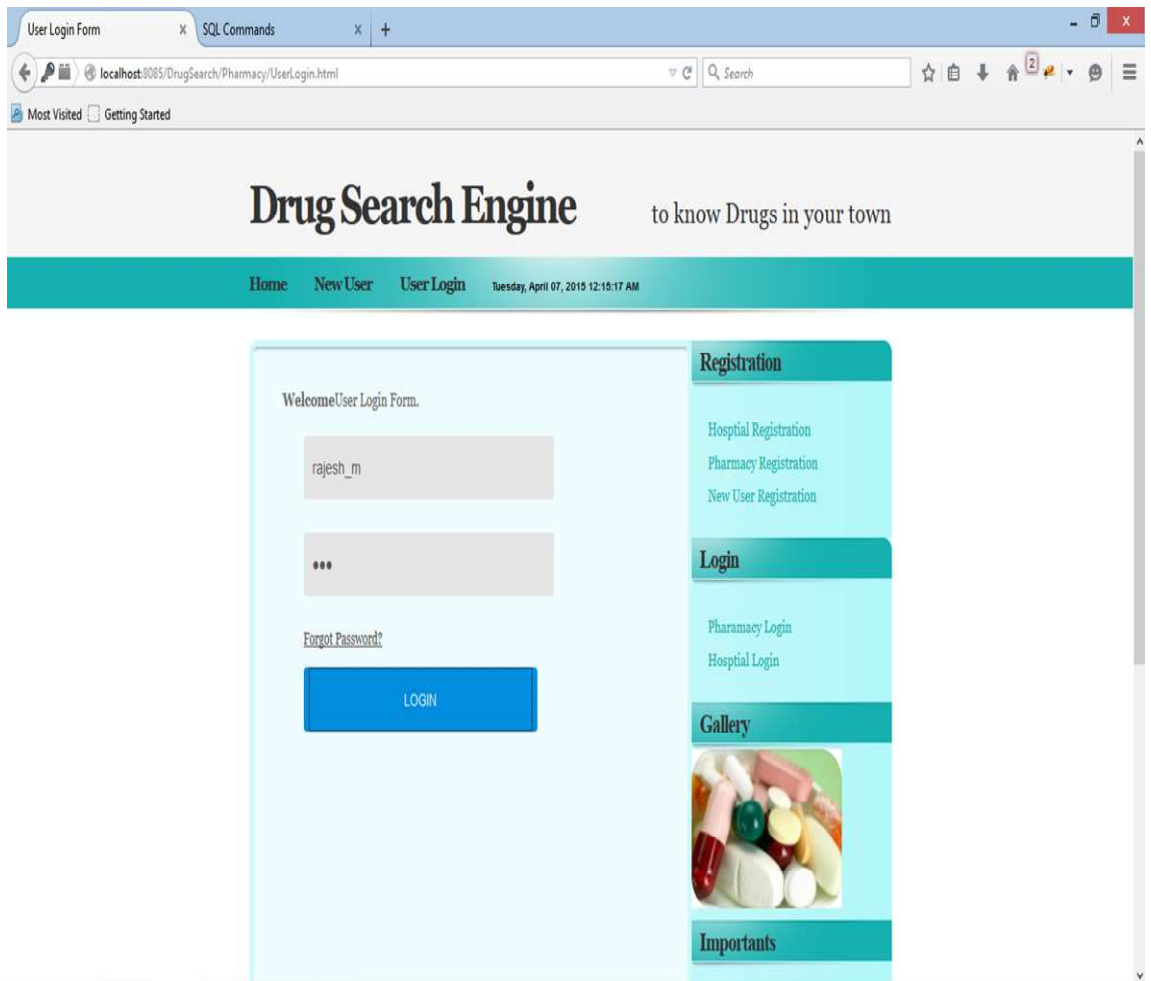 User Login Form x SQL Commands x +
localhost:8085/DrugSearch/Pharmacy/UserLogin.html Search 2
Most Visited Getting Started
Drug Search Engine to know Drugs in your town
Home New User User Login Tuesday, April 07, 2015 12:15:17 AM
WelcomeUser Login Form.
rajesh_m
•••
Forgot Password?
LOGIN
Registration
Hosptial Registration
Pharmacy Registration
New User Registration
Login
Pharamacy Login
Hosptial Login
Gallery
Importants